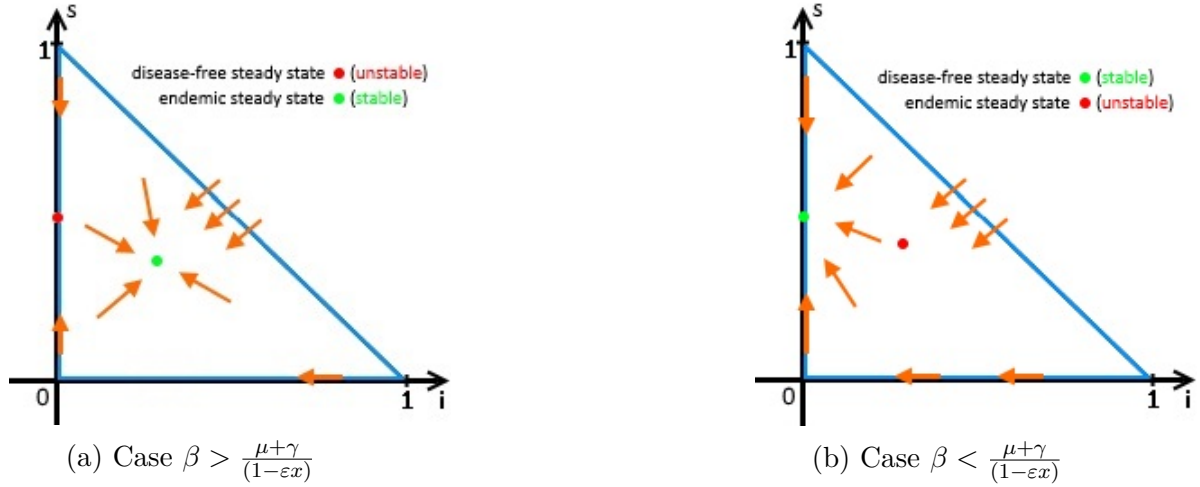 s
1
disease-free steady state (unstable)
endemic steady state (stable)
0
1
i
(a) Case β > μ+γ/(1−εx)
s
1
disease-free steady state (stable)
endemic steady state (unstable)
0
1
i
(b) Case β < μ+γ/(1−εx)